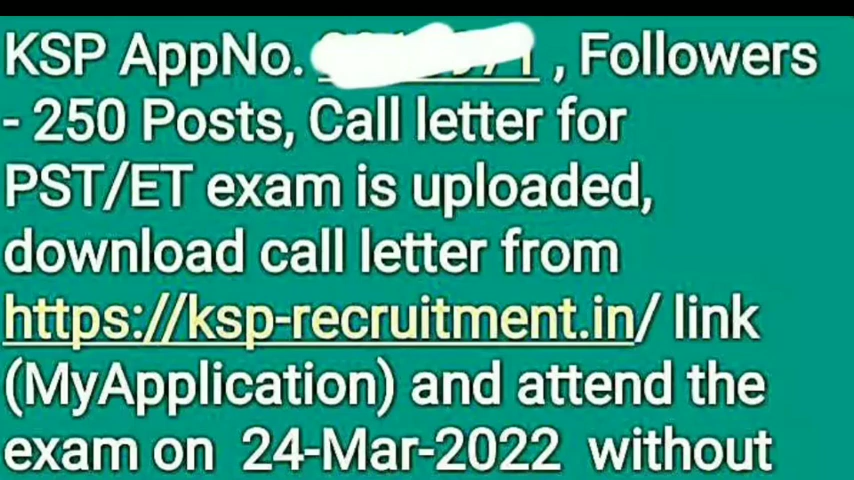 KSP AppNo. , Followers
- 250 Posts, Call letter for
PST/ET exam is uploaded,
download call letter from
https://ksp-recruitment.in/ link
(MyApplication) and attend the
exam on 24-Mar-2022 without